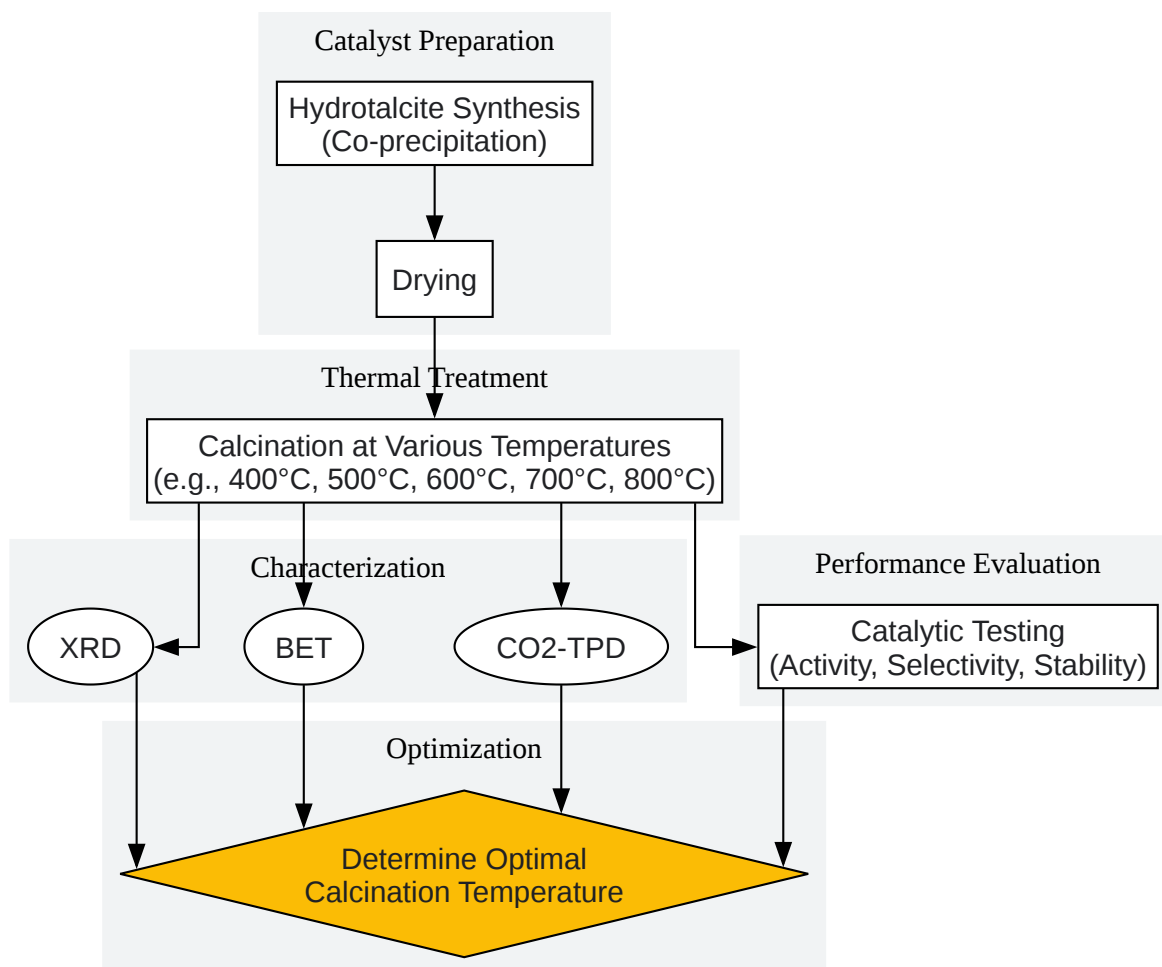 Catalyst Preparation
Hydrotalcite Synthesis
(Co-precipitation)
Drying
Thermal Treatment
Calcination at Various Temperatures
(e.g., 400°C, 500°C, 600°C, 700°C, 800°C)
Characterization
XRD
BET
CO2-TPD
Performance Evaluation
Catalytic Testing
(Activity, Selectivity, Stability)
Optimization
Determine Optimal
Calcination Temperature